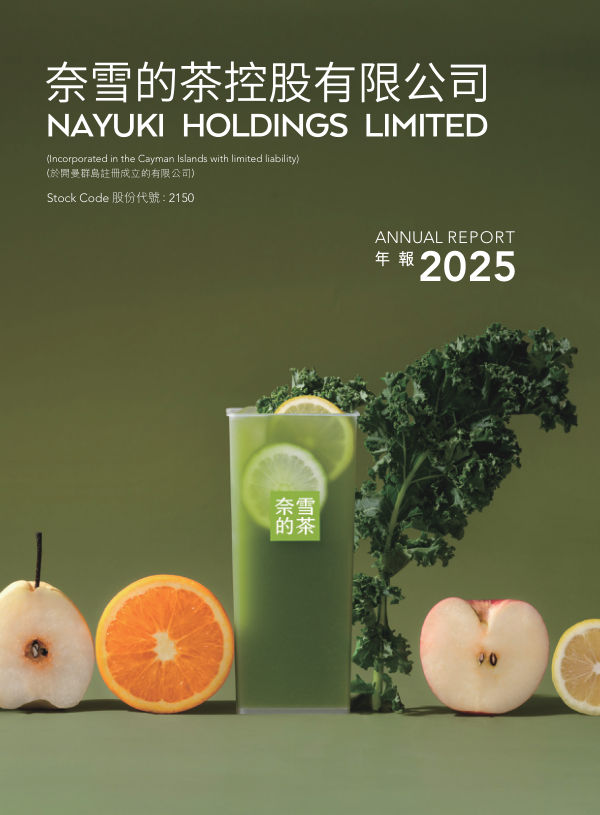 奈雪的茶控股有限公司
NAYUKI HOLDINGS LIMITED
(Incorporated in the Cayman Islands with limited liability)
(於開曼群島註冊成立的有限公司)
Stock Code 股份代號 : 2150
ANNUAL REPORT
年 報 2025
奈雪
的茶